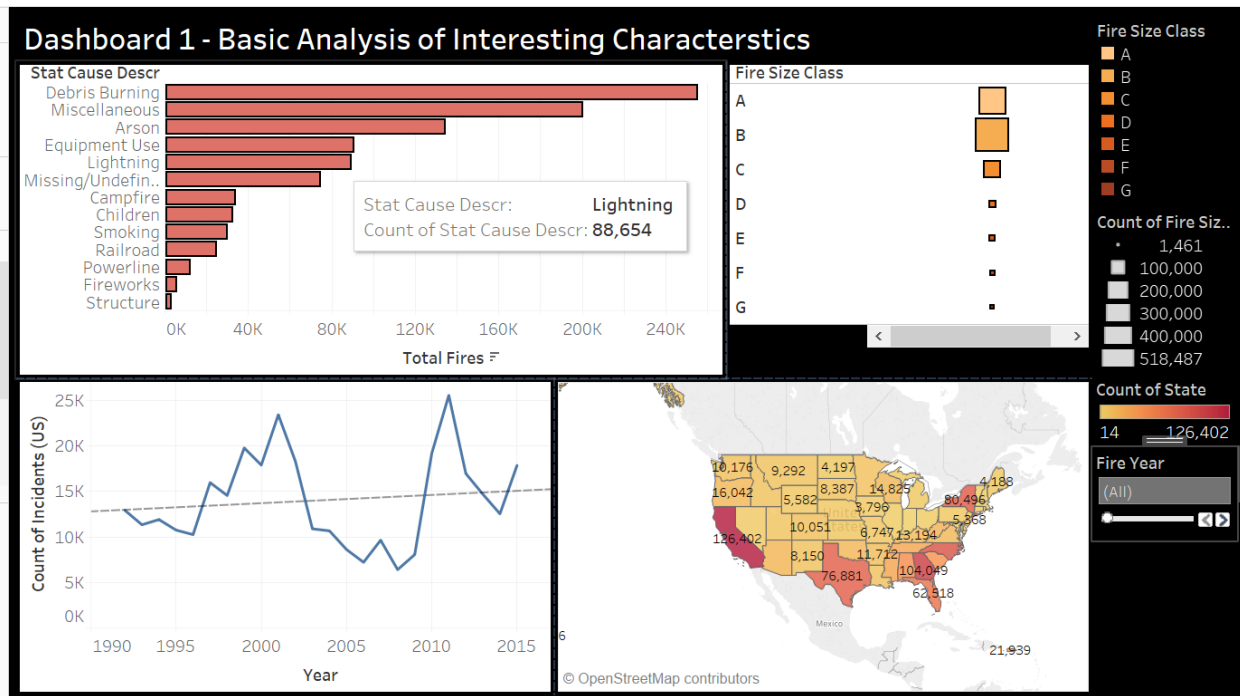 Dashboard 1 - Basic Analysis of Interesting Characterstics
Stat Cause Descr
Debris Burning
Miscellaneous
Arson
Equipment Use
Lightning
Missing/Undefin..
Campfire
Children
Smoking
Railroad
Powerline
Fireworks
Structure
0K 40K 80K 120K 160K 200K 240K
Total Fires
Stat Cause Descr: Lightning
Count of Stat Cause Descr: 88,654
Fire Size Class
A
B
C
D
E
F
G
Fire Size Class
A
B
C
D
E
F
G
Count of Fire Siz..
1,461
100,000
200,000
300,000
400,000
518,487
Count of State
14 126,402
Fire Year
(All)
Count of Incidents (US)
25K
20K
15K
10K
5K
0K
1990 1995 2000 2005 2010 2015
Year
10,176
9,292
4,197
4,188
16,042
5,582
8,387
14,825
80,496
3,796
United
States
5,368
126,402
10,051
6,747
13,194
8,150
11,712
76,881
104,049
62,518
Mexico
6
21,939
© OpenStreetMap contributors